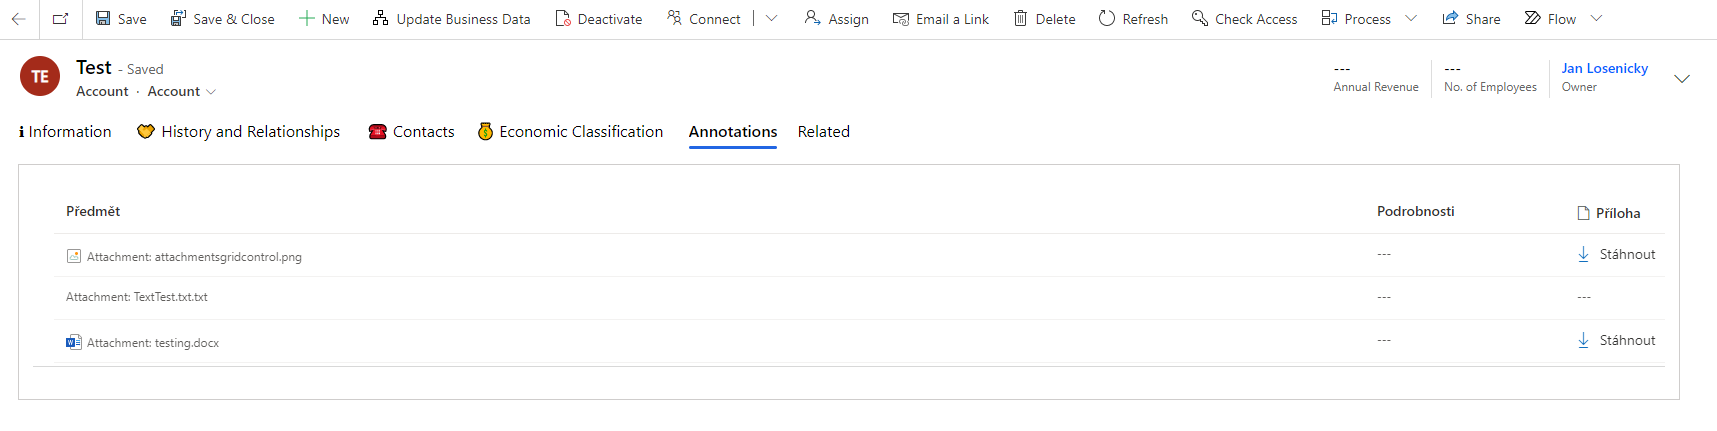 Save Save & Close New Update Business Data Deactivate Connect Assign Email a Link Delete Refresh Check Access Process Share Flow
TE Test - Saved
Account · Account
--- Annual Revenue
--- No. of Employees
Jan Losenicky Owner
Information History and Relationships Contacts Economic Classification Annotations Related
Předmět Podrobnosti Příloha
Attachment: attachmentsgridcontrol.png --- Stáhnout
Attachment: TextTest.txt.txt --- ---
Attachment: testing.docx --- Stáhnout